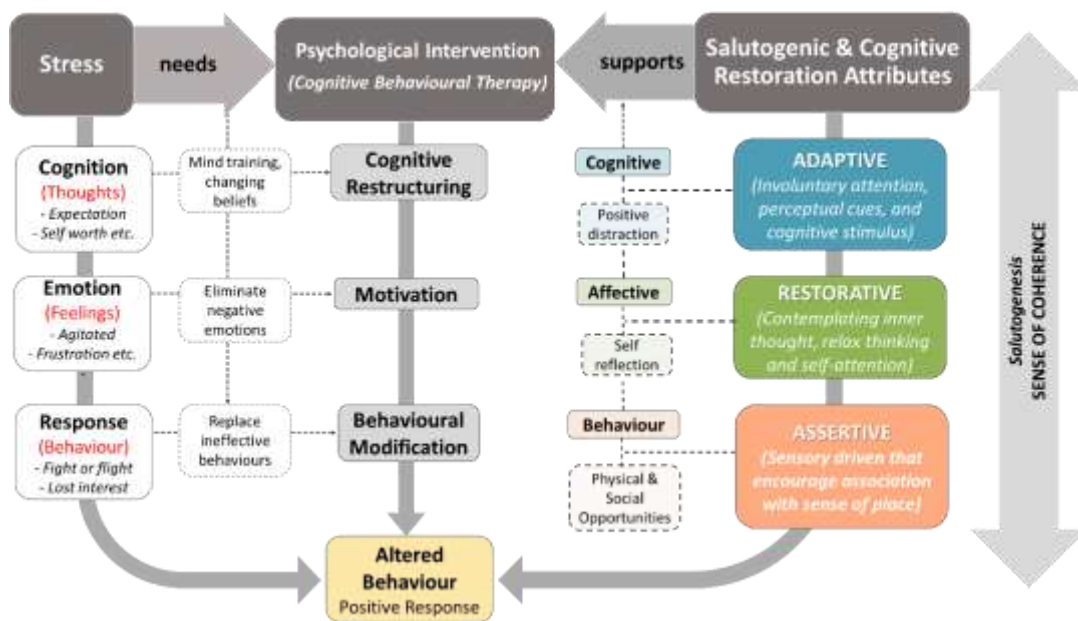 Stress
needs
Psychological Intervention
(Cognitive Behavioural Therapy)
supports
Salutogenic & Cognitive
Restoration Attributes
Cognition
(Thoughts)
- Expectation
- Self worth etc.
Mind training,
changing
beliefs
Cognitive
Restructuring
Cognitive
Positive
distraction
ADAPTIVE
(Involuntary attention,
perceptual cues, and
cognitive stimulus)
Emotion
(Feelings)
- Agitated
- Frustration etc.
Eliminate
negative
emotions
Motivation
Affective
Self
reflection
RESTORATIVE
(Contemplating inner
thought, relax thinking
and self-attention)
Response
(Behaviour)
- Fight or flight
- Lost interest
Replace
ineffective
behaviours
Behavioural
Modification
Behaviour
Physical &
Social
Opportunities
ASSERTIVE
(Sensory driven that
encourage association
with sense of place)
Altered
Behaviour
Positive Response
Salutogenesis
SENSE OF COHERENCE